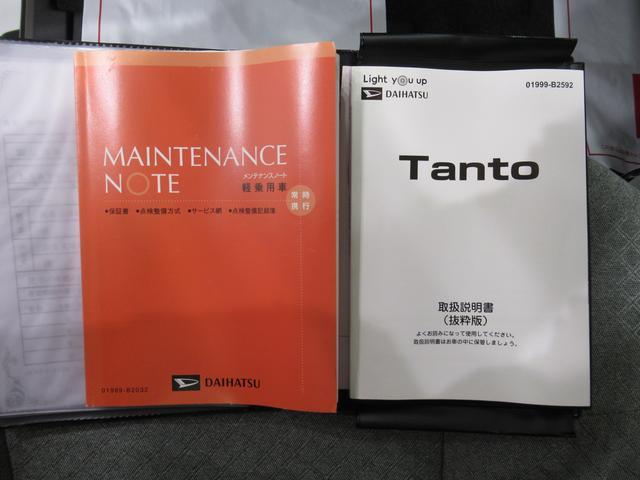 MAINTENANCE
NOTE
メンテナンスノート
軽乗用車
常時
携行
●保証書 ●点検整備方式 ●サービス網 ●点検整備記録簿
DAIHATSU
01999-B2032
Light you up
DAIHATSU
01999-B2592
Tanto
取扱説明書
(抜粋版)
よくお読みになって使用してください。
取扱説明書はお車の中に保管しましょう。